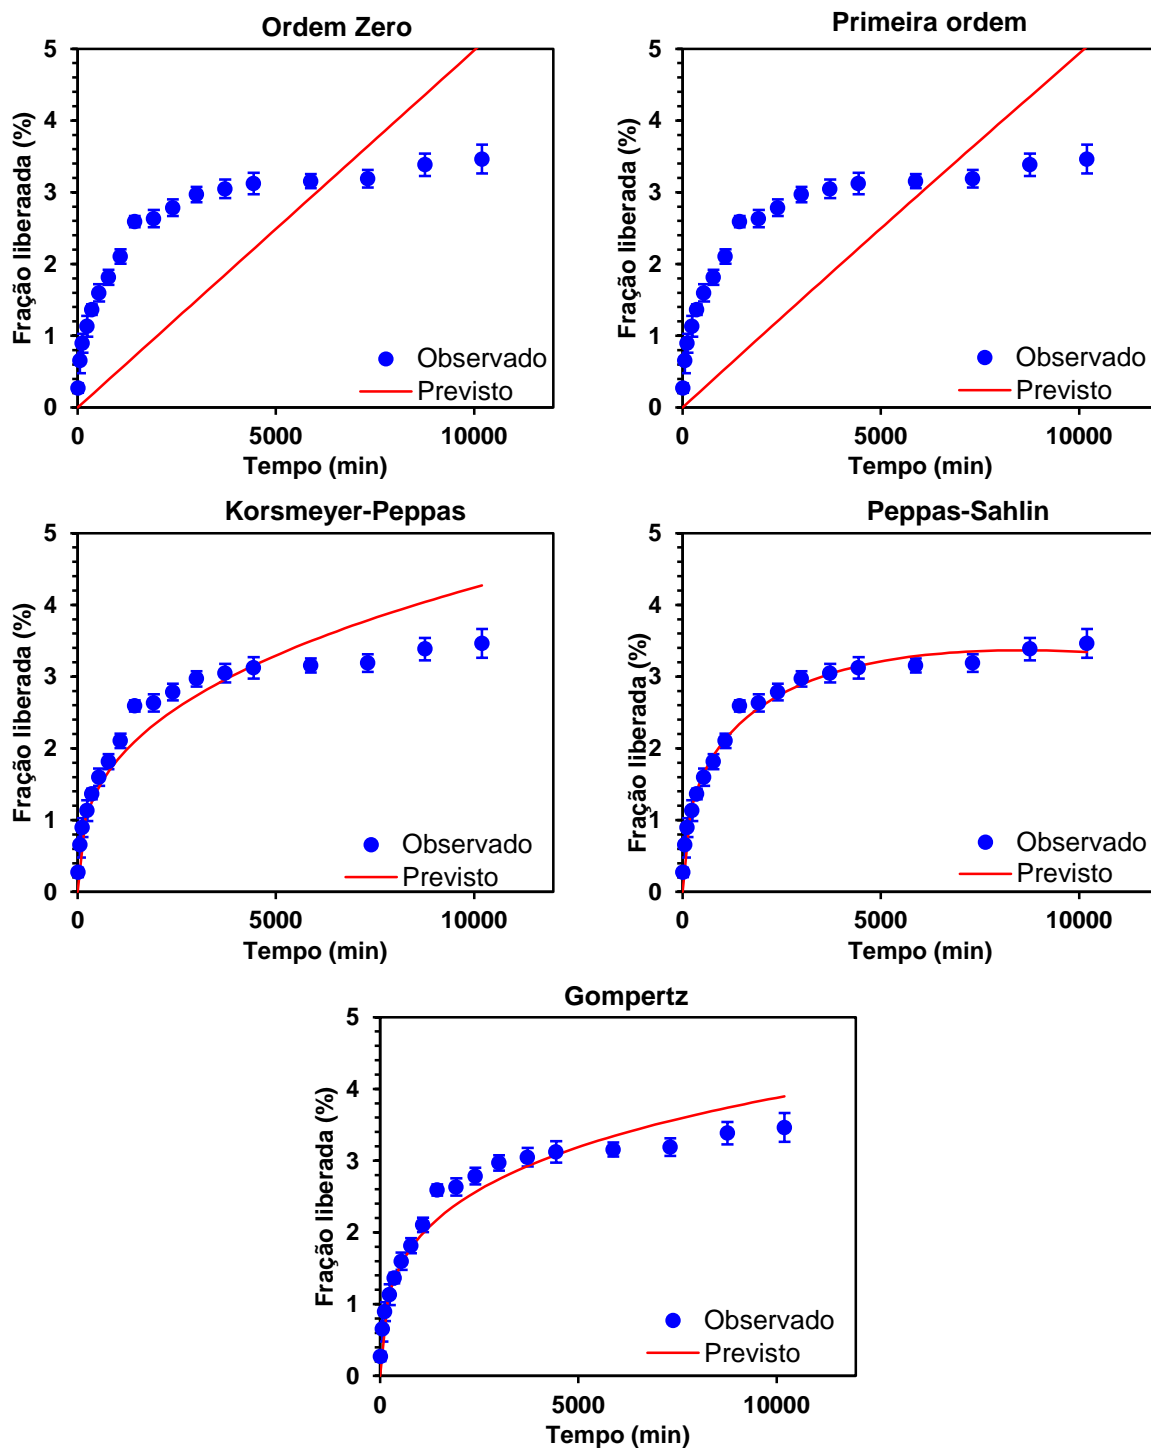 Ordem Zero
5
4
3
2
1
0
Fração liberaada (%)
Observado
Previsto
0
5000
10000
Tempo (min)
Primeira ordem
5
4
3
2
1
0
Fração liberada (%)
Observado
Previsto
0
5000
10000
Tempo (min)
Korsmeyer-Peppas
5
4
3
2
1
0
Fração liberada (%)
Observado
Previsto
0
5000
10000
Tempo (min)
Peppas-Sahlin
5
4
3
2
1
0
Fração liberada (%)
Observado
Previsto
0
5000
10000
Tempo (min)
Gompertz
5
4
3
2
1
0
Fração liberada (%)
Observado
Previsto
0
5000
10000
Tempo (min)